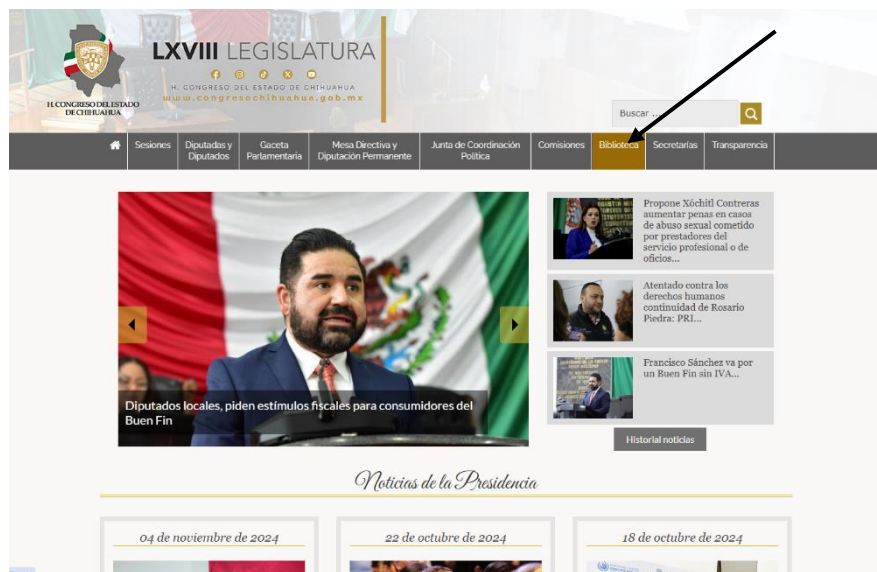 LXVIII LEGISLATURA
H. CONGRESO DEL ESTADO DE CHIHUAHUA
www.congresochihuahua.gob.mx
H. CONGRESO DEL ESTADO
DE CHIHUAHUA
Buscar ...
Sesiones
Diputadas y
Diputados
Gaceta
Parlamentaria
Mesa Directiva y
Diputación Permanente
Junta de Coordinación
Política
Comisiones
Biblioteca
Secretarías
Transparencia
Diputados locales, piden estímulos fiscales para consumidores del
Buen Fin
Propone Xóchitl Contreras
aumentar penas en casos
de abuso sexual cometido
por prestadores del
servicio profesional o de
oficios...
Atentado contra los
derechos humanos
continuidad de Rosario
Piedra: PRI...
Francisco Sánchez va por
un Buen Fin sin IVA...
Historial noticias
Noticias de la Presidencia
04 de noviembre de 2024
22 de octubre de 2024
18 de octubre de 2024